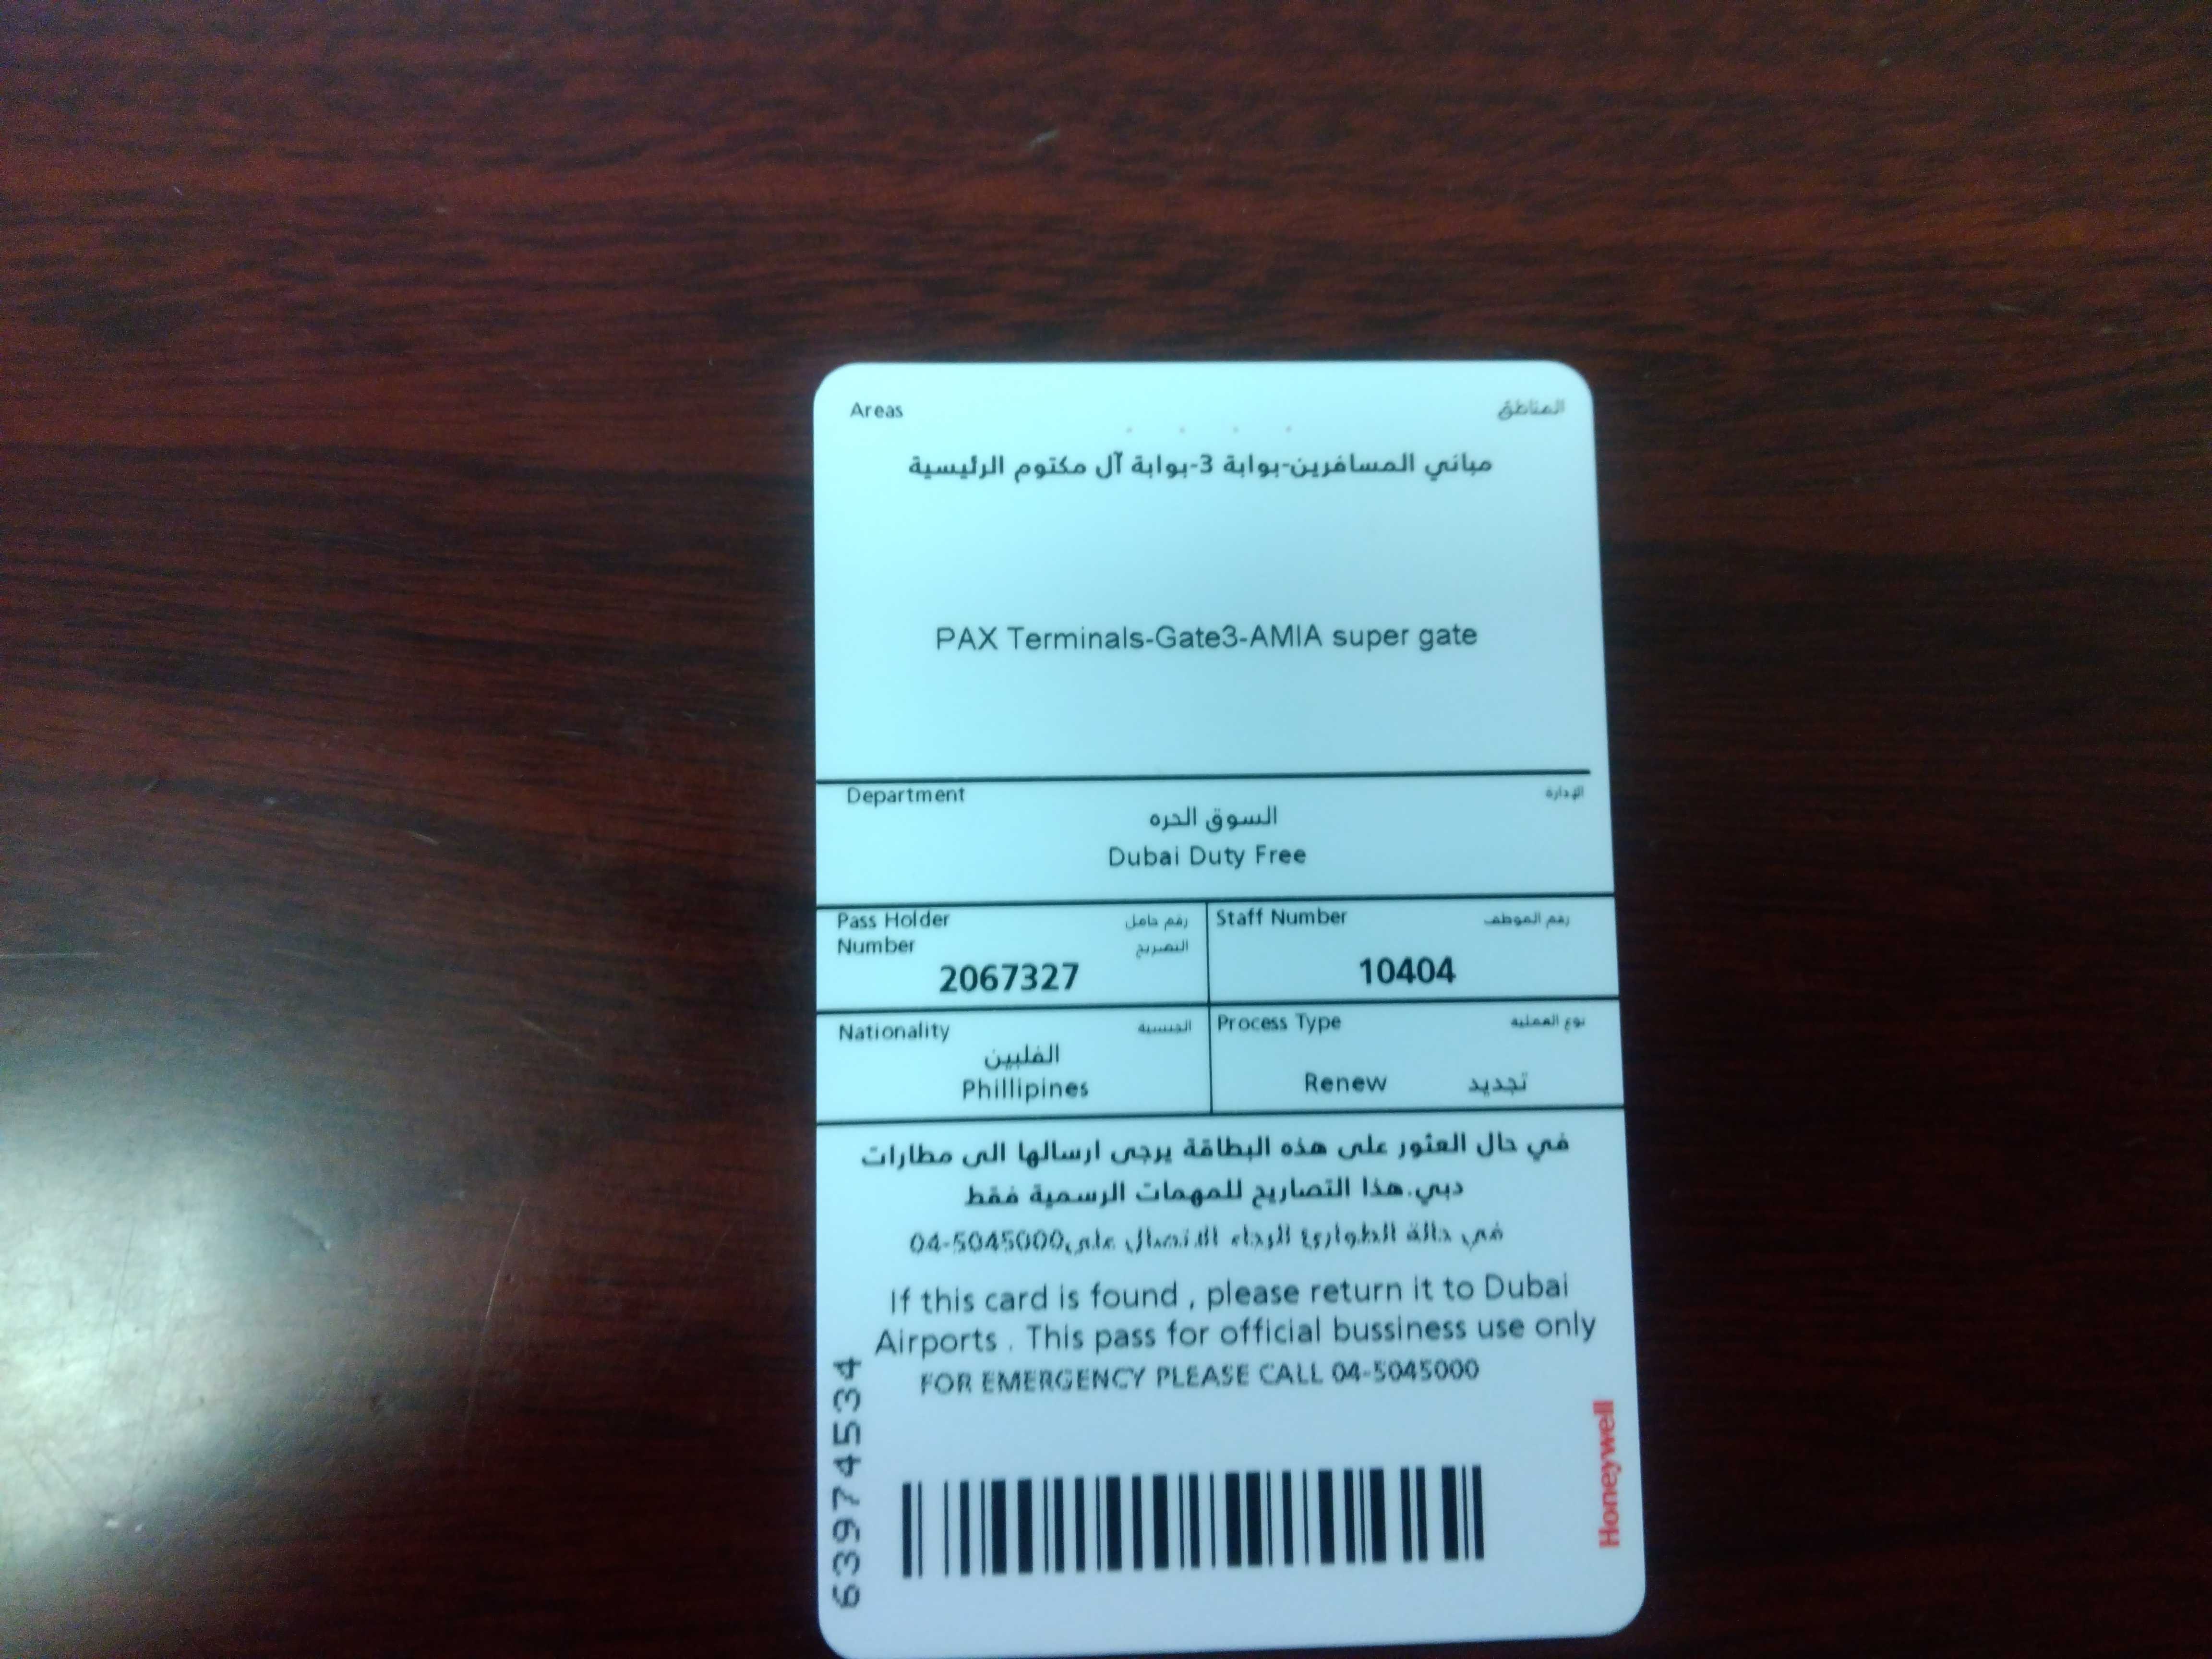 Areas المناطق
مباني المسافرين-بوابة 3-بوابة آل مكتوم الرئيسية
PAX Terminals-Gate3-AMIA super gate
Department الإدارة
السوق الحره
Dubai Duty Free
Pass Holder Number رقم حامل التصريح
2067327
Staff Number رقم الموظف
10404
Nationality الجنسية
الفلبين
Phillipines
Process Type نوع العملية
Renew تجديد
في حال العثور على هذه البطاقة يرجى ارسالها الى مطارات
دبي.هذا التصاريح للمهمات الرسمية فقط
في حالة الطوارئ الرجاء الاتصال على04-5045000
If this card is found , please return it to Dubai
Airports . This pass for official bussiness use only
FOR EMERGENCY PLEASE CALL 04-5045000
63974534
Honeywell